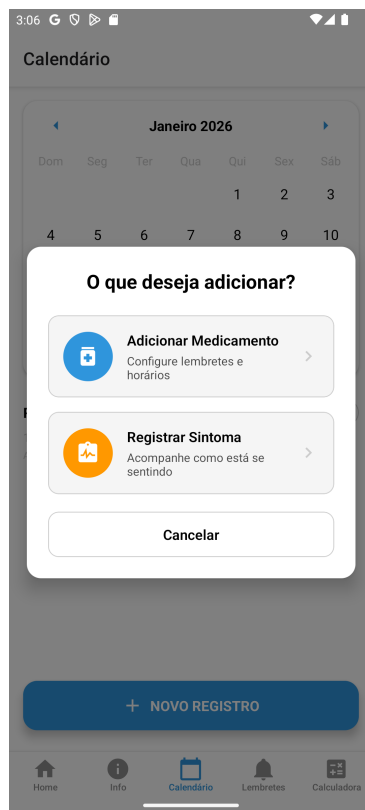 3:06
Calendário
Janeiro 2026
Dom Seg Ter Qua Qui Sex Sáb
1 2 3
4 5 6 7 8 9 10
O que deseja adicionar?
Adicionar Medicamento
Configure lembretes e
horários
Registrar Sintoma
Acompanhe como está se
sentindo
Cancelar
+ NOVO REGISTRO
Home Info Calendário Lembretes Calculadora